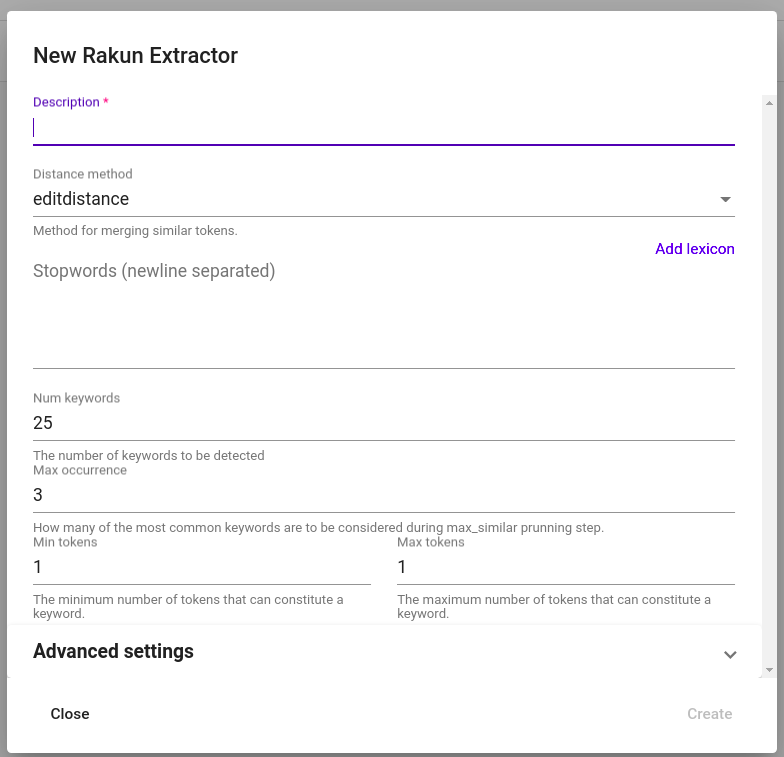 New Rakun Extractor
Description *
Distance method
editdistance
Method for merging similar tokens.
Add lexicon
Stopwords (newline separated)
Num keywords
25
The number of keywords to be detected
Max occurrence
3
How many of the most common keywords are to be considered during max_similar prunning step.
Min tokens
1
The minimum number of tokens that can constitute a
keyword.
Max tokens
1
The maximum number of tokens that can constitute a
keyword.
Advanced settings
Close
Create